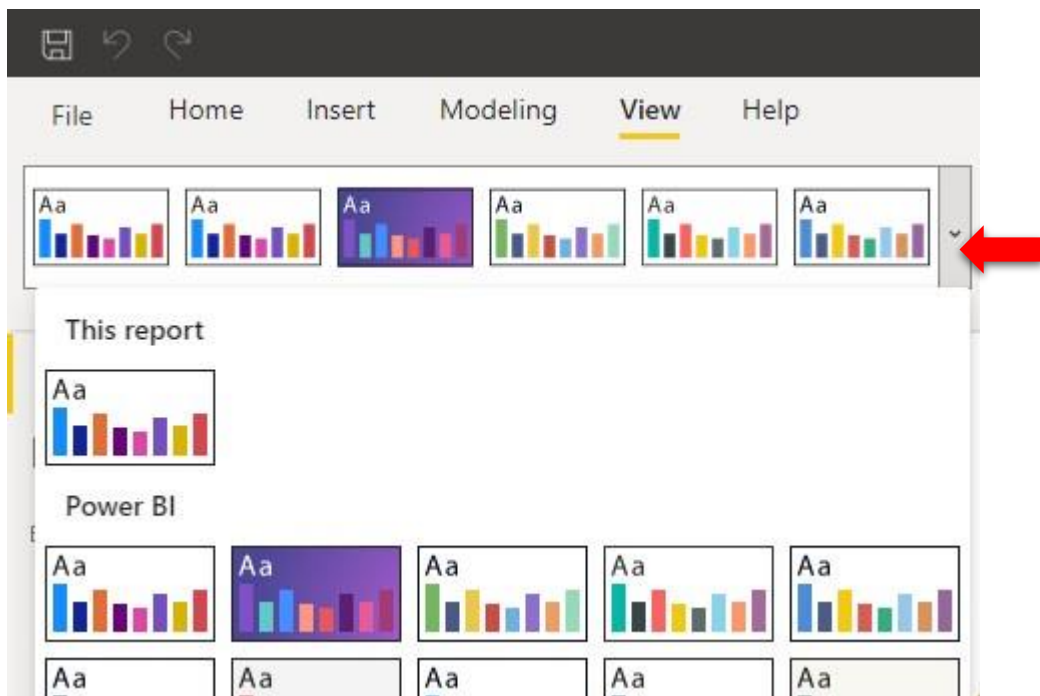 File Home Insert Modeling View Help
Aa Aa Aa Aa Aa Aa
This report
Aa
Power BI
Aa Aa Aa Aa Aa
Aa Aa Aa Aa Aa